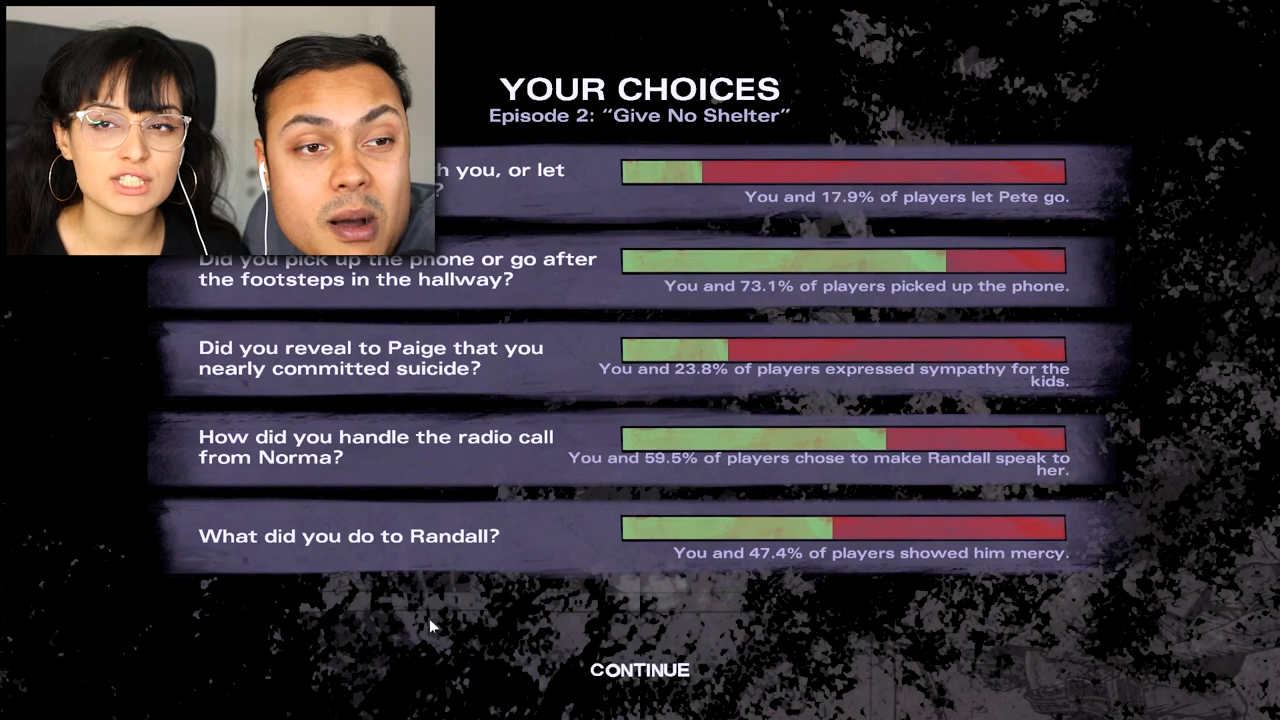 YOUR CHOICES
Episode 2: “Give No Shelter”
you, or let
?
You and 17.9% of players let Pete go.
Did you pick up the phone or go after
the footsteps in the hallway?
You and 73.1% of players picked up the phone.
Did you reveal to Paige that you
nearly committed suicide?
You and 23.8% of players expressed sympathy for the
kids.
How did you handle the radio call
from Norma?
You and 59.5% of players chose to make Randall speak to
her.
What did you do to Randall?
You and 47.4% of players showed him mercy.
CONTINUE